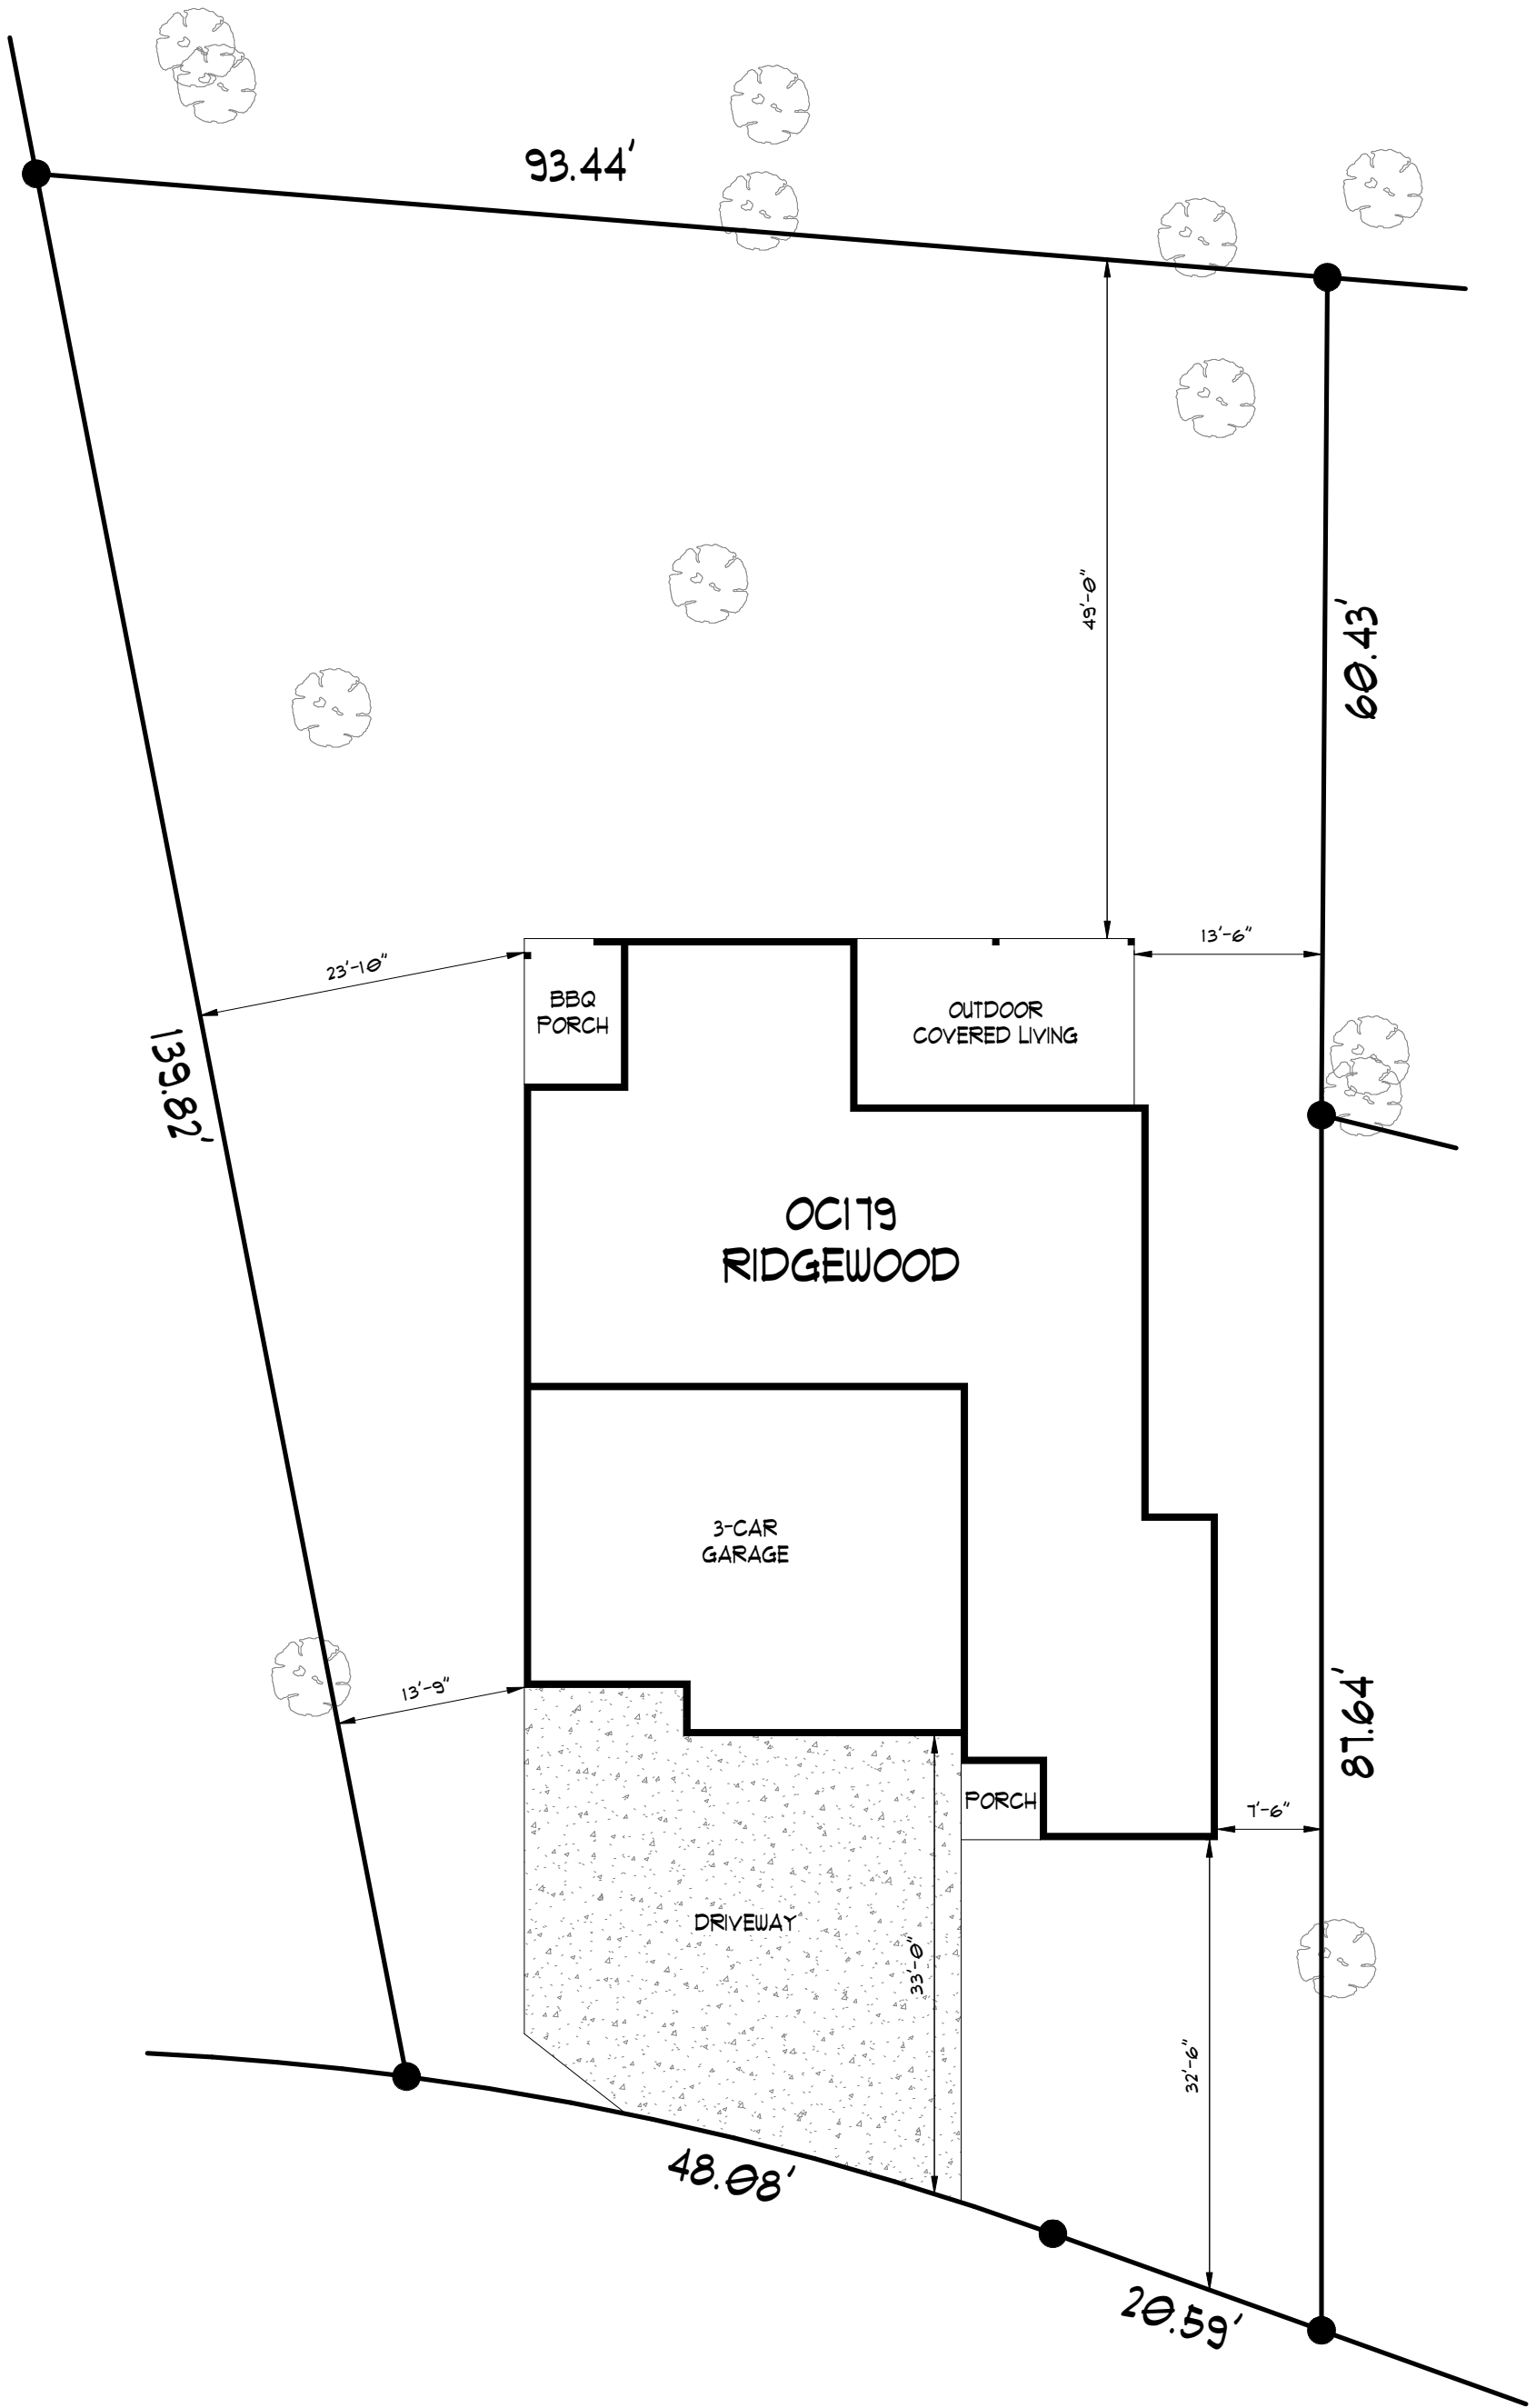 93.44'
49'-0"
60.43'
13'-6"
23'-10"
BBQ
PORCH
OUTDOOR
COVERED LIVING
139.82'
OC179
RIDGEWOOD
3-CAR
GARAGE
13'-9"
87.64'
PORCH
7'-6"
DRIVEWAY
33'-0"
32'-6"
48.08'
20.59'